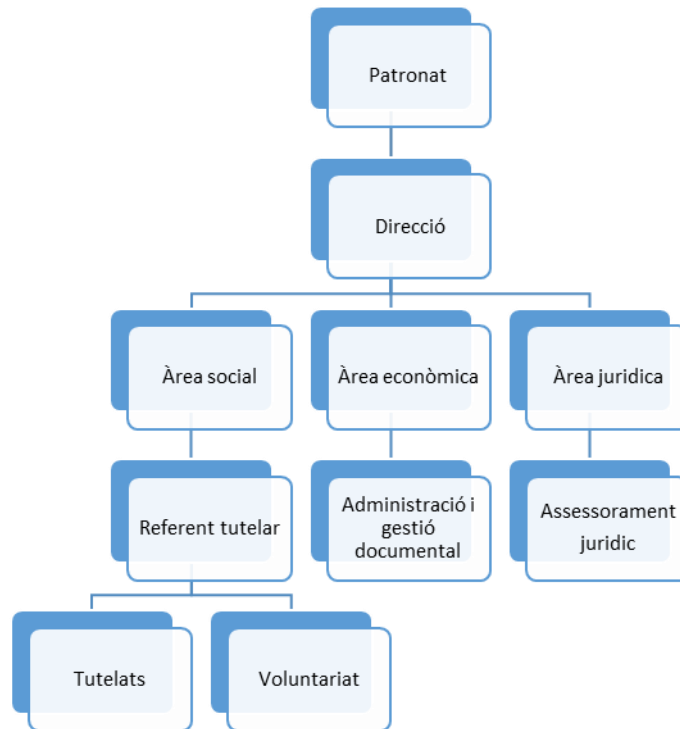 Patronat
Direcció
Àrea social
Àrea econòmica
Àrea juridica
Referent tutelar
Administració i
gestió
documental
Assessorament
juridic
Tutelats
Voluntariat